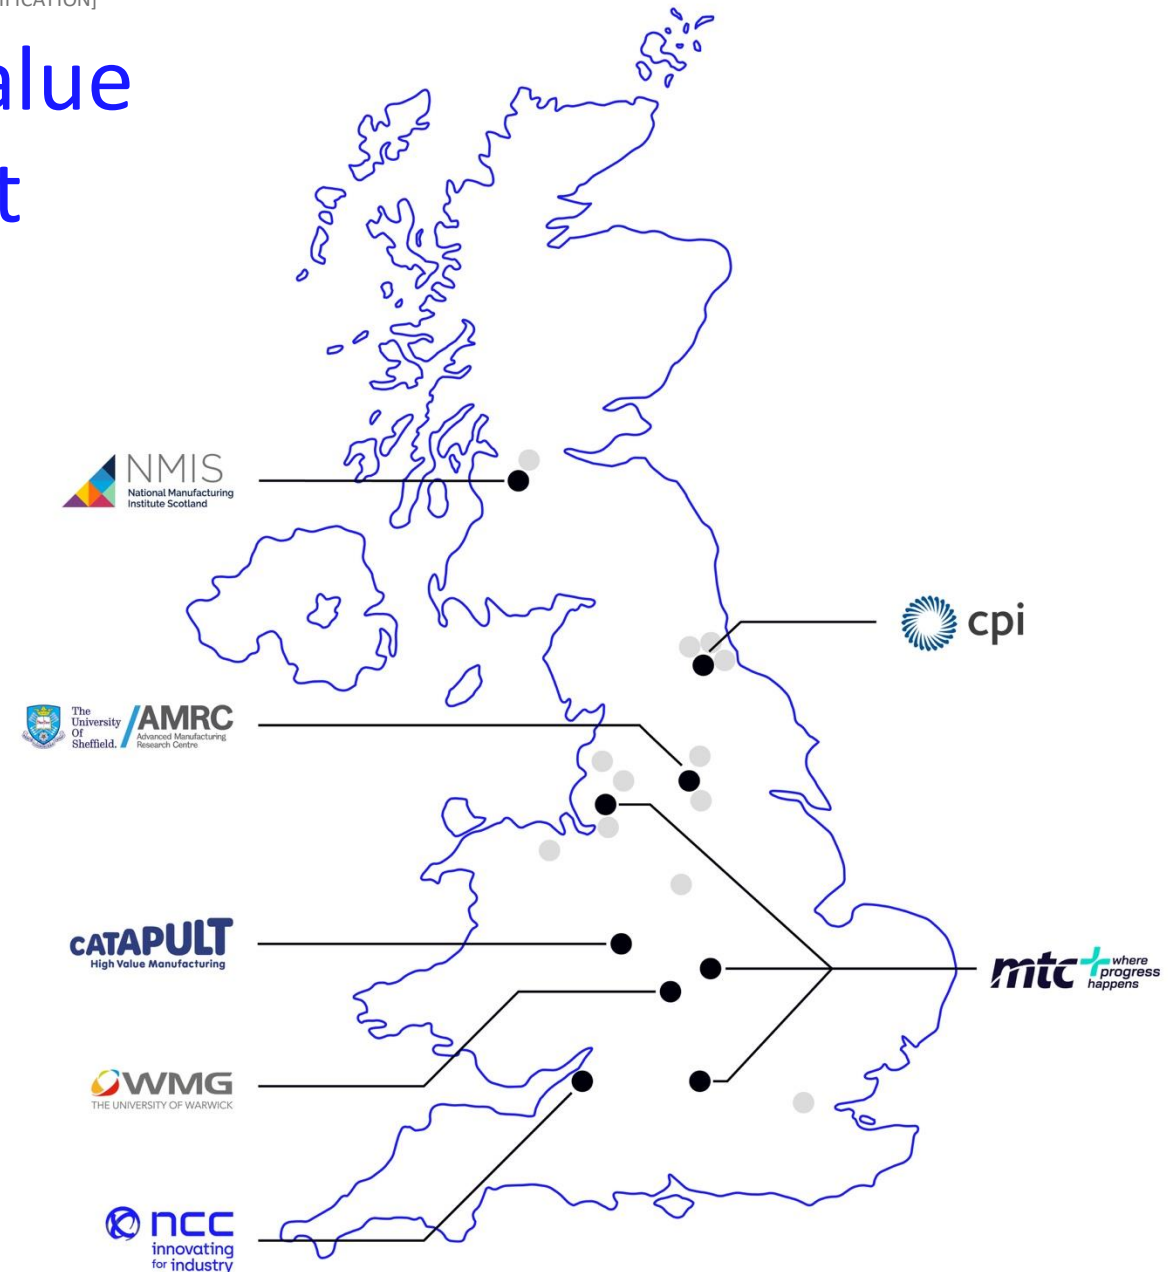 IFICATION]
alue
t
NMIS
National Manufacturing
Institute Scotland
cpi
The
University
Of
Sheffield.
AMRC
Advanced Manufacturing
Research Centre
CATAPULT
High Value Manufacturing
mtc
where
progress
happens
WMG
THE UNIVERSITY OF WARWICK
ncc
innovating
for industry